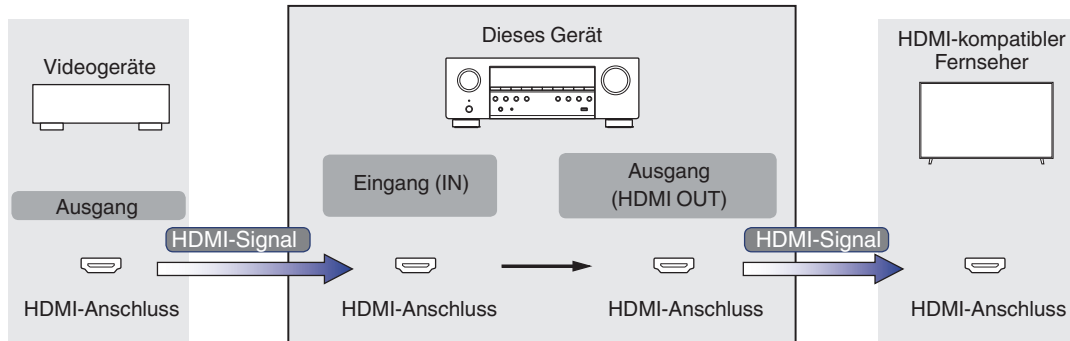 Videogeräte
Ausgang
HDMI-Signal
HDMI-Anschluss
Dieses Gerät
Eingang (IN)
Ausgang
(HDMI OUT)
HDMI-Anschluss
HDMI-Anschluss
HDMI-Signal
HDMI-kompatibler
Fernseher
HDMI-Anschluss